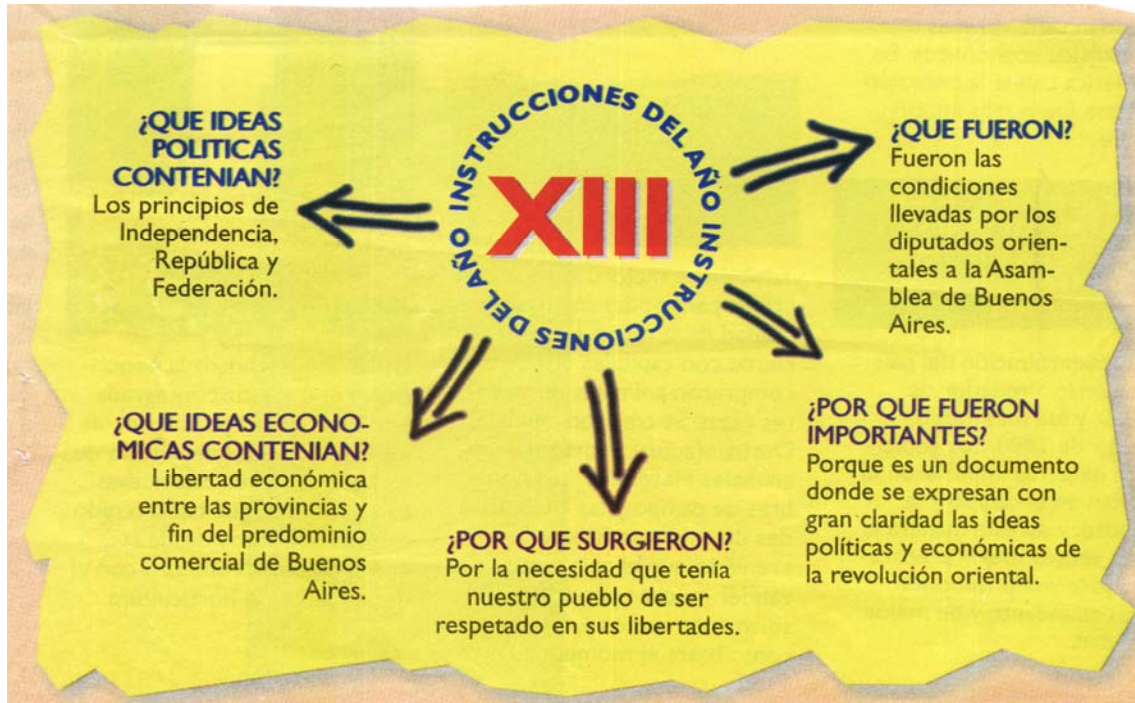 INSTRUCCIONES DEL AÑO INSTRUCCIONES DEL AÑO
XIII
¿QUE IDEAS
POLITICAS
CONTENIAN?
Los principios de
Independencia,
República y
Federación.
¿QUE FUERON?
Fueron las
condiciones
llevadas por los
diputados orien-
tales a la Asam-
blea de Buenos
Aires.
¿QUE IDEAS ECONO-
MICAS CONTENIAN?
Libertad económica
entre las provincias y
fin del predominio
comercial de Buenos
Aires.
¿POR QUE SURGIERON?
Por la necesidad que tenía
nuestro pueblo de ser
respetado en sus libertades.
¿POR QUE FUERON
IMPORTANTES?
Porque es un documento
donde se expresan con
gran claridad las ideas
políticas y económicas de
la revolución oriental.